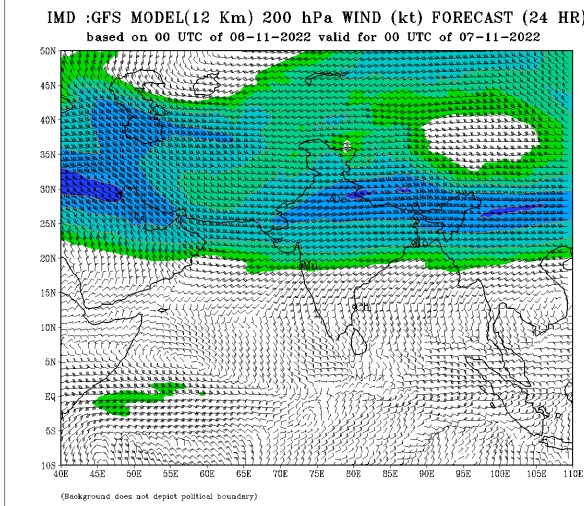 IMD :GFS MODEL(12 Km) 200 hPa WIND (kt) FORECAST (24 HR)
based on 00 UTC of 06-11-2022 valid for 00 UTC of 07-11-2022
50N
45N
40N
35N
30N
25N
20N
15N
10N
5N
EQ
5S
10S
40E 45E 50E 55E 60E 65E 70E 75E 80E 85E 90E 95E 100E 105E 110E
(Background does not depict political boundary)